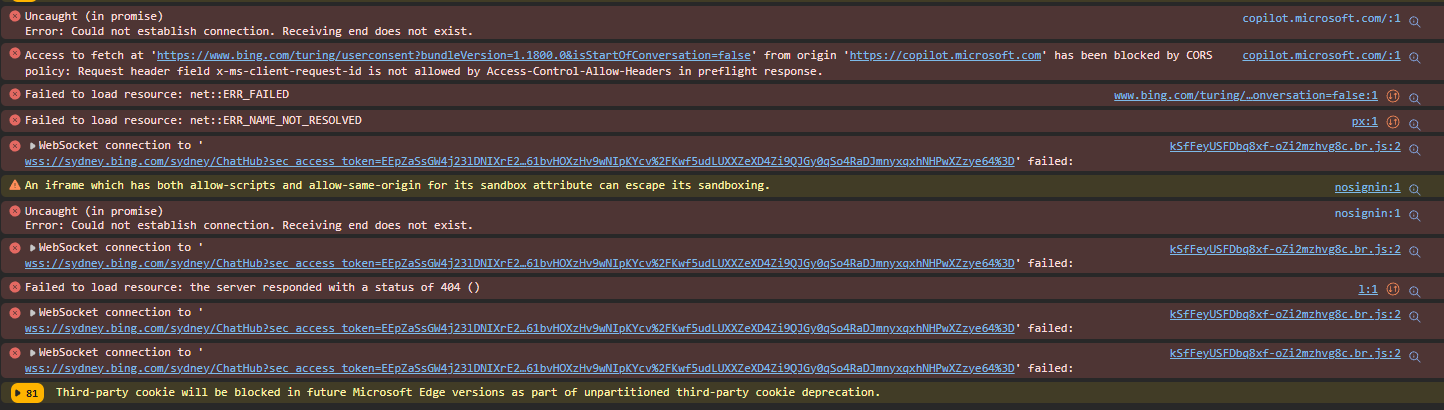 Uncaught (in promise) copilot.microsoft.com/:1
Error: Could not establish connection. Receiving end does not exist.
Access to fetch at 'https://www.bing.com/turing/userconsent?bundleVersion=1.1800.0&isStartOfConversation=false' from origin 'https://copilot.microsoft.com' has been blocked by CORS copilot.microsoft.com/:1
policy: Request header field x-ms-client-request-id is not allowed by Access-Control-Allow-Headers in preflight response.
Failed to load resource: net::ERR_FAILED www.bing.com/turing/…onversation=false:1
Failed to load resource: net::ERR_NAME_NOT_RESOLVED px:1
WebSocket connection to ' kSfFeyUSFDbq8xf-oZi2mzhvg8c.br.js:2
wss://sydney.bing.com/sydney/ChatHub?sec_access_token=EEpZaSsGW4j23lDNIXrE2…61bvHOXzHv9wNIpKYcv%2FKwf5udLUXXZeXD4Zi9QJGy0qSo4RaDJmnyxqxhNHPwXZzye64%3D' failed:
An iframe which has both allow-scripts and allow-same-origin for its sandbox attribute can escape its sandboxing. nosignin:1
Uncaught (in promise) nosignin:1
Error: Could not establish connection. Receiving end does not exist.
WebSocket connection to ' kSfFeyUSFDbq8xf-oZi2mzhvg8c.br.js:2
wss://sydney.bing.com/sydney/ChatHub?sec_access_token=EEpZaSsGW4j23lDNIXrE2…61bvHOXzHv9wNIpKYcv%2FKwf5udLUXXZeXD4Zi9QJGy0qSo4RaDJmnyxqxhNHPwXZzye64%3D' failed:
Failed to load resource: the server responded with a status of 404 () l:1
WebSocket connection to ' kSfFeyUSFDbq8xf-oZi2mzhvg8c.br.js:2
wss://sydney.bing.com/sydney/ChatHub?sec_access_token=EEpZaSsGW4j23lDNIXrE2…61bvHOXzHv9wNIpKYcv%2FKwf5udLUXXZeXD4Zi9QJGy0qSo4RaDJmnyxqxhNHPwXZzye64%3D' failed:
WebSocket connection to ' kSfFeyUSFDbq8xf-oZi2mzhvg8c.br.js:2
wss://sydney.bing.com/sydney/ChatHub?sec_access_token=EEpZaSsGW4j23lDNIXrE2…61bvHOXzHv9wNIpKYcv%2FKwf5udLUXXZeXD4Zi9QJGy0qSo4RaDJmnyxqxhNHPwXZzye64%3D' failed:
81 Third-party cookie will be blocked in future Microsoft Edge versions as part of unpartitioned third-party cookie deprecation.